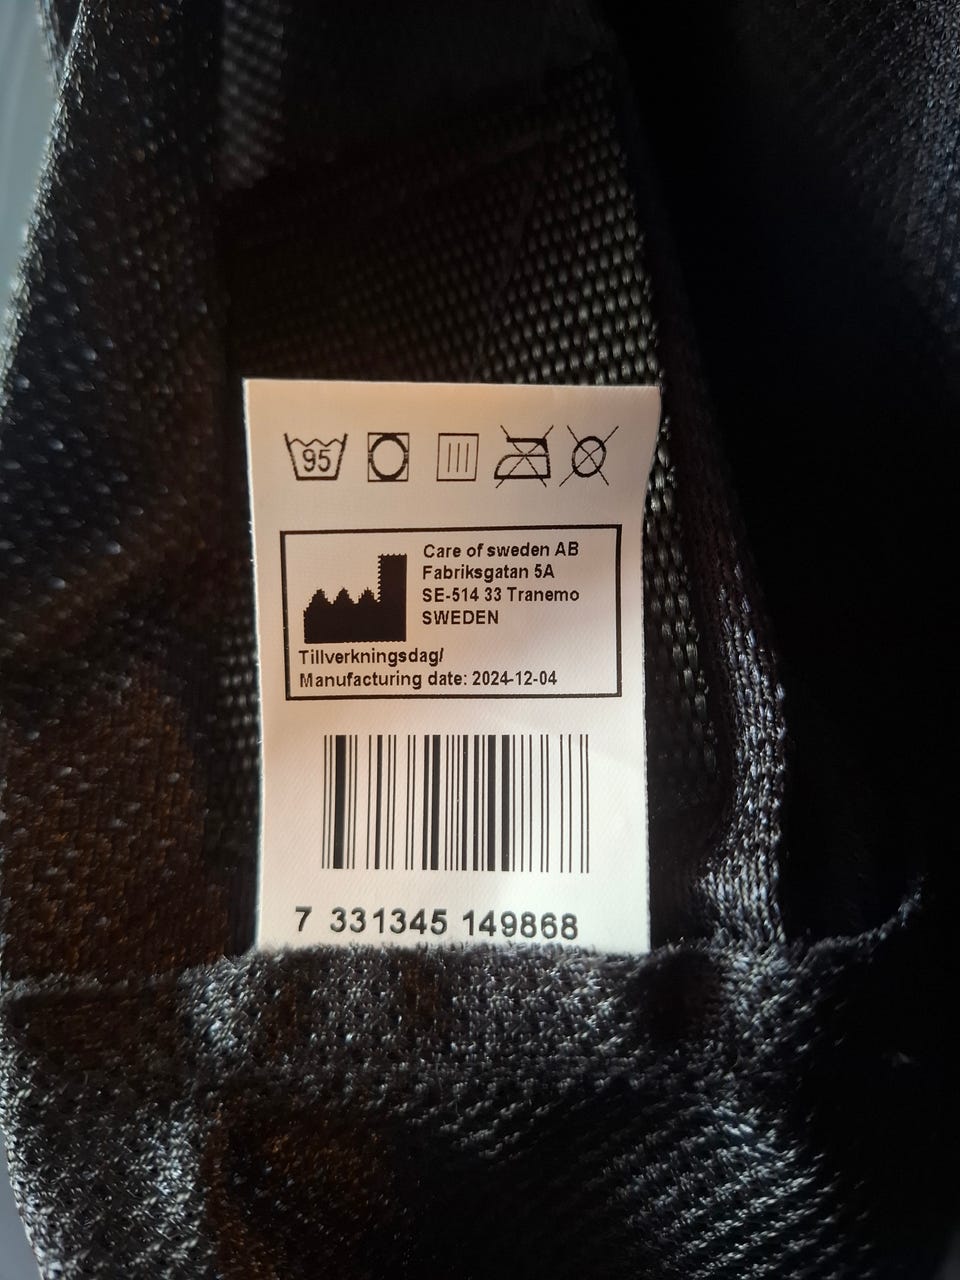 95
Care of sweden AB
Fabriksgatan 5A
SE-514 33 Tranemo
SWEDEN
Tillverkningsdag/
Manufacturing date: 2024-12-04
7 331345 149868